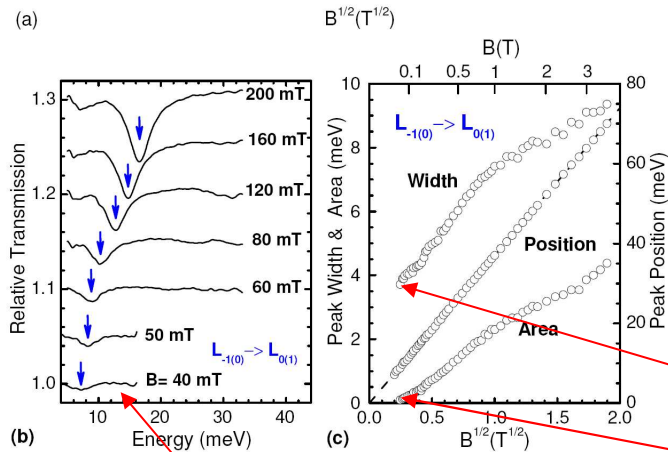 (a)
B^1/2(T^1/2)
B(T)
0.1 0.5 1 2 3
Relative Transmission
1.3
1.2
1.1
1.0
200 mT
160 mT
120 mT
80 mT
60 mT
50 mT
L-1(0)–> L0(1)
B= 40 mT
10 20 30 40
(b)
Energy (meV)
Peak Width & Area (meV)
10
8
6
4
2
0
L-1(0)–> L0(1)
Width
Position
Area
80
60
40
20
0
Peak Position (meV)
0.0 0.5 1.0 1.5 2.0
(c)
B^1/2(T^1/2)